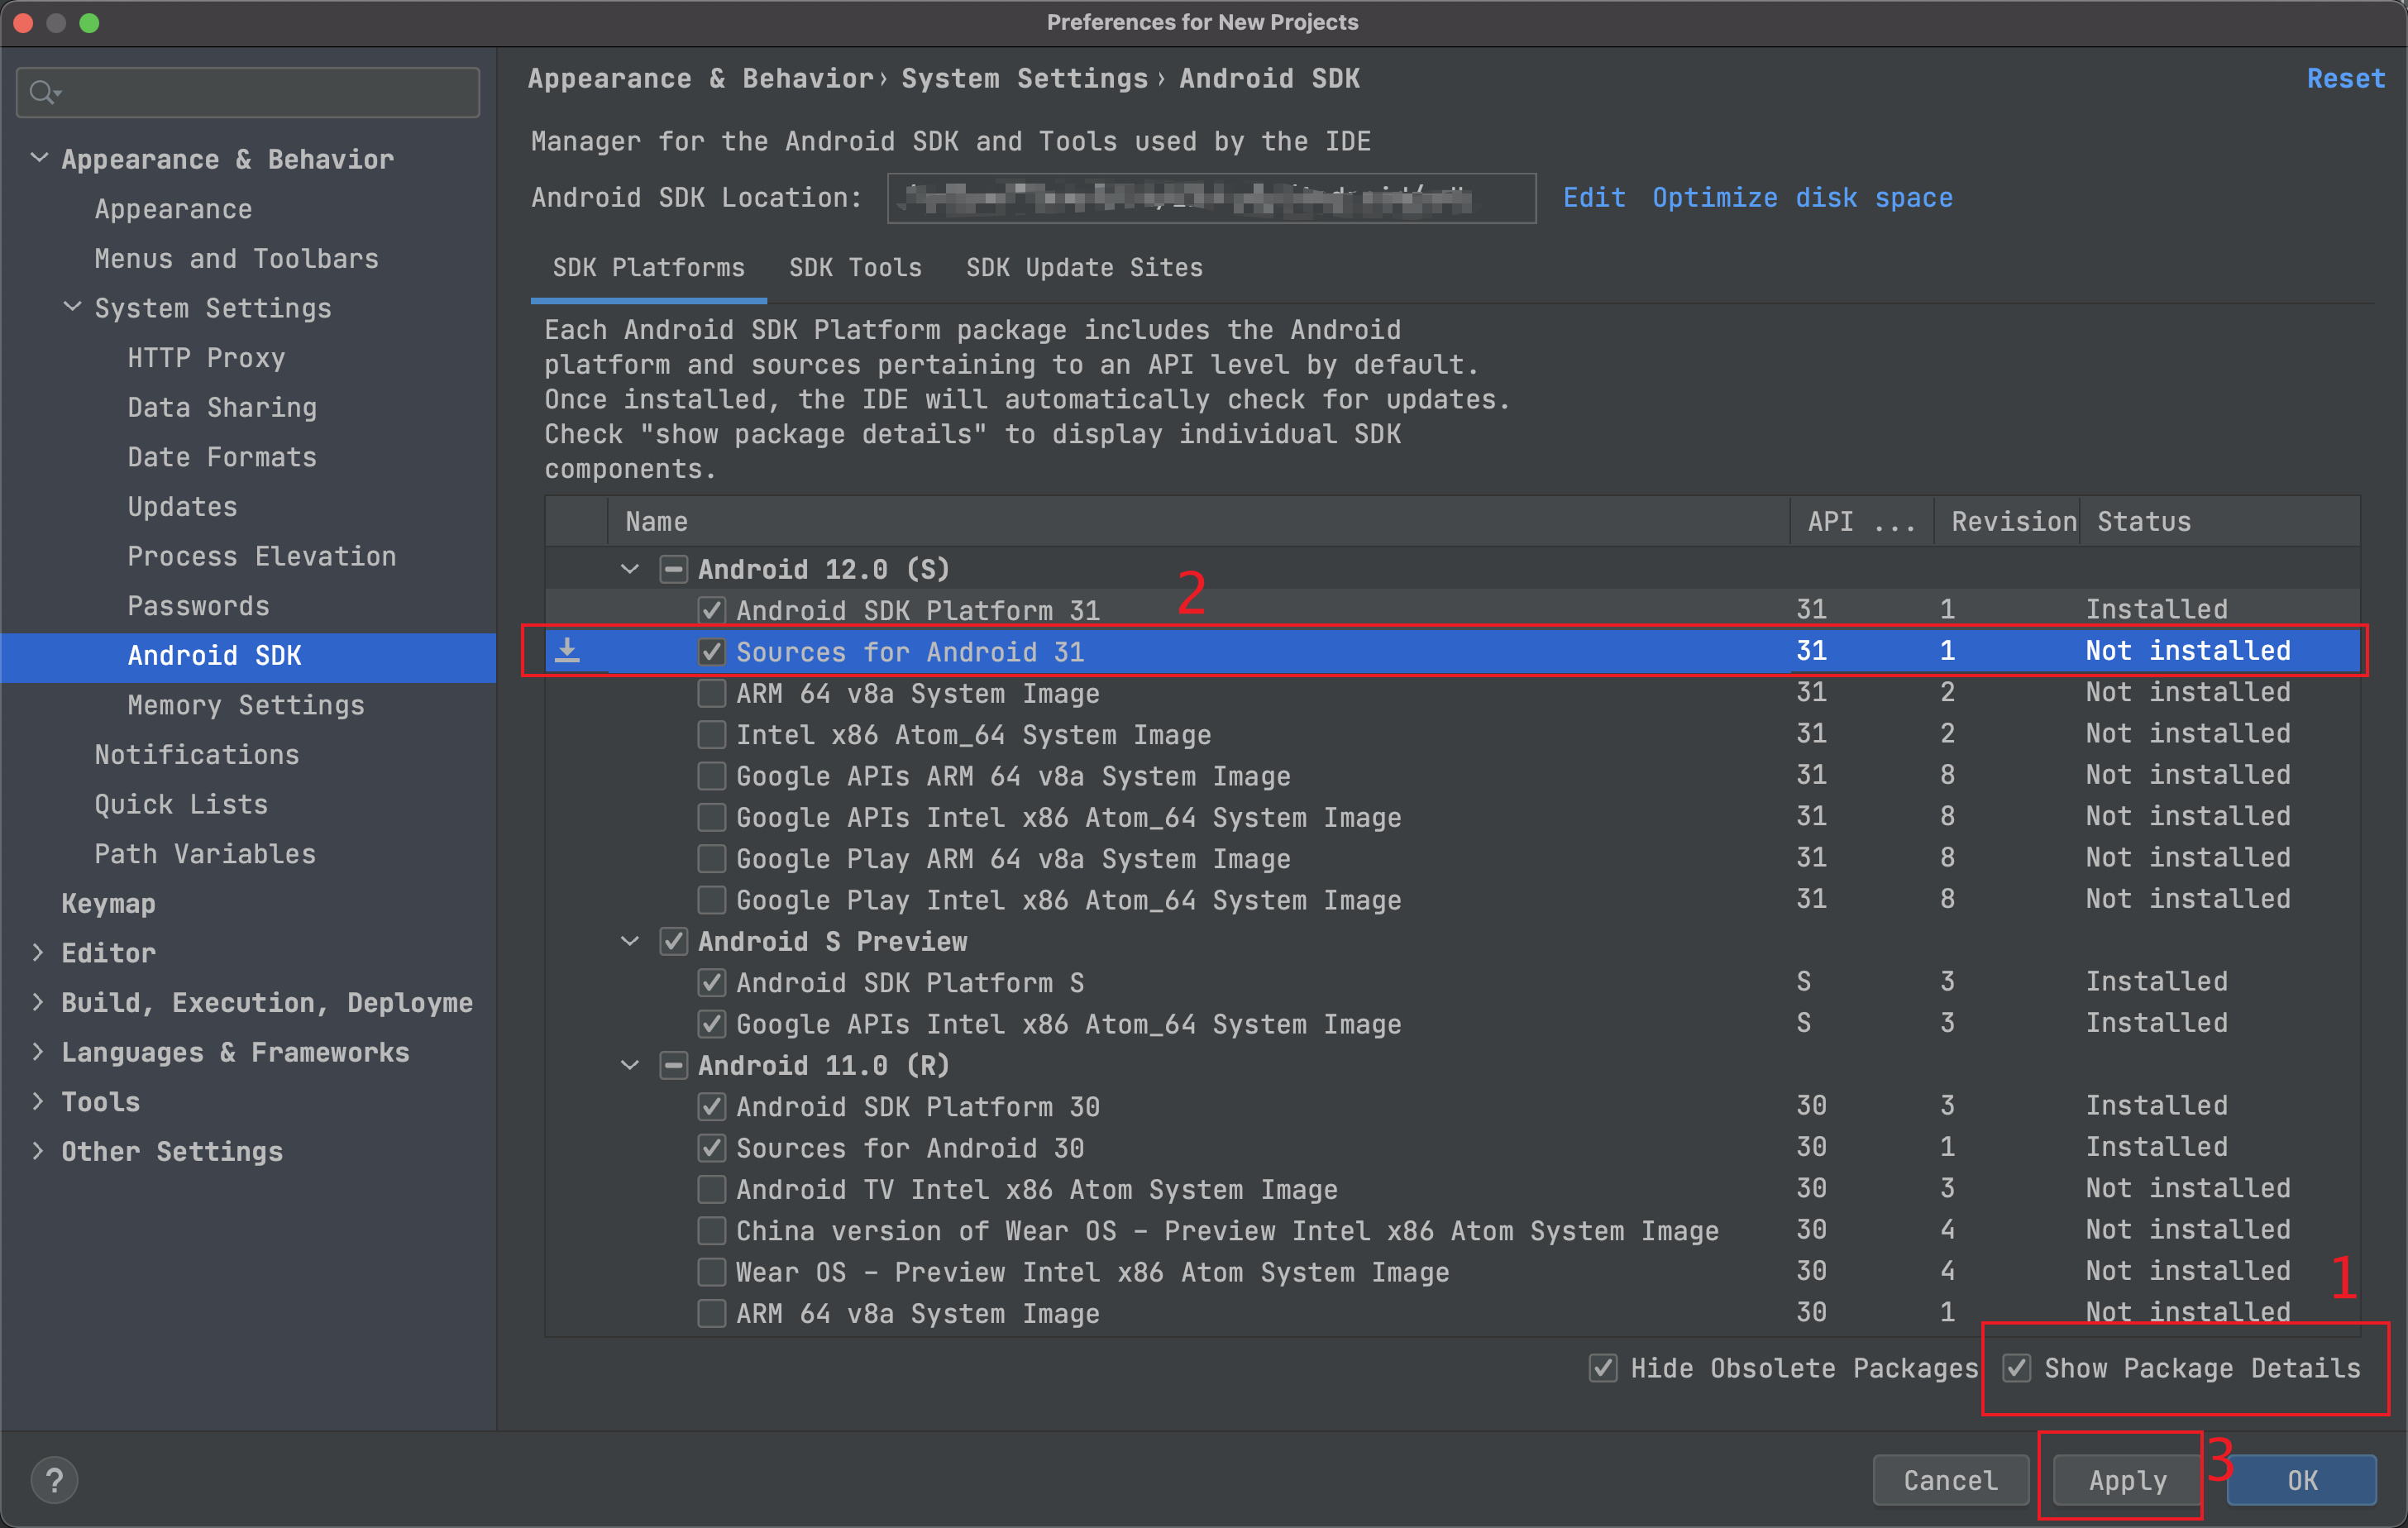 Preferences for New Projects
Appearance & Behavior
Appearance
Menus and Toolbars
System Settings
HTTP Proxy
Data Sharing
Date Formats
Updates
Process Elevation
Passwords
Android SDK
Memory Settings
Notifications
Quick Lists
Path Variables
Keymap
Editor
Build, Execution, Deployme
Languages & Frameworks
Tools
Other Settings
?
Appearance & Behavior › System Settings › Android SDK
Reset
Manager for the Android SDK and Tools used by the IDE
Android SDK Location: Edit Optimize disk space
SDK Platforms SDK Tools SDK Update Sites
Each Android SDK Platform package includes the Android
platform and sources pertaining to an API level by default.
Once installed, the IDE will automatically check for updates.
Check "show package details" to display individual SDK
components.
Name API ... Revision Status
Android 12.0 (S)
2
Android SDK Platform 31 31 1 Installed
Sources for Android 31 31 1 Not installed
ARM 64 v8a System Image 31 2 Not installed
Intel x86 Atom_64 System Image 31 2 Not installed
Google APIs ARM 64 v8a System Image 31 8 Not installed
Google APIs Intel x86 Atom_64 System Image 31 8 Not installed
Google Play ARM 64 v8a System Image 31 8 Not installed
Google Play Intel x86 Atom_64 System Image 31 8 Not installed
Android S Preview
Android SDK Platform S S 3 Installed
Google APIs Intel x86 Atom_64 System Image S 3 Installed
Android 11.0 (R)
Android SDK Platform 30 30 3 Installed
Sources for Android 30 30 1 Installed
Android TV Intel x86 Atom System Image 30 3 Not installed
China version of Wear OS – Preview Intel x86 Atom System Image 30 4 Not installed
Wear OS – Preview Intel x86 Atom System Image 30 4 Not installed
1
ARM 64 v8a System Image 30 1 Not installed
Hide Obsolete Packages Show Package Details
Cancel Apply 3 OK